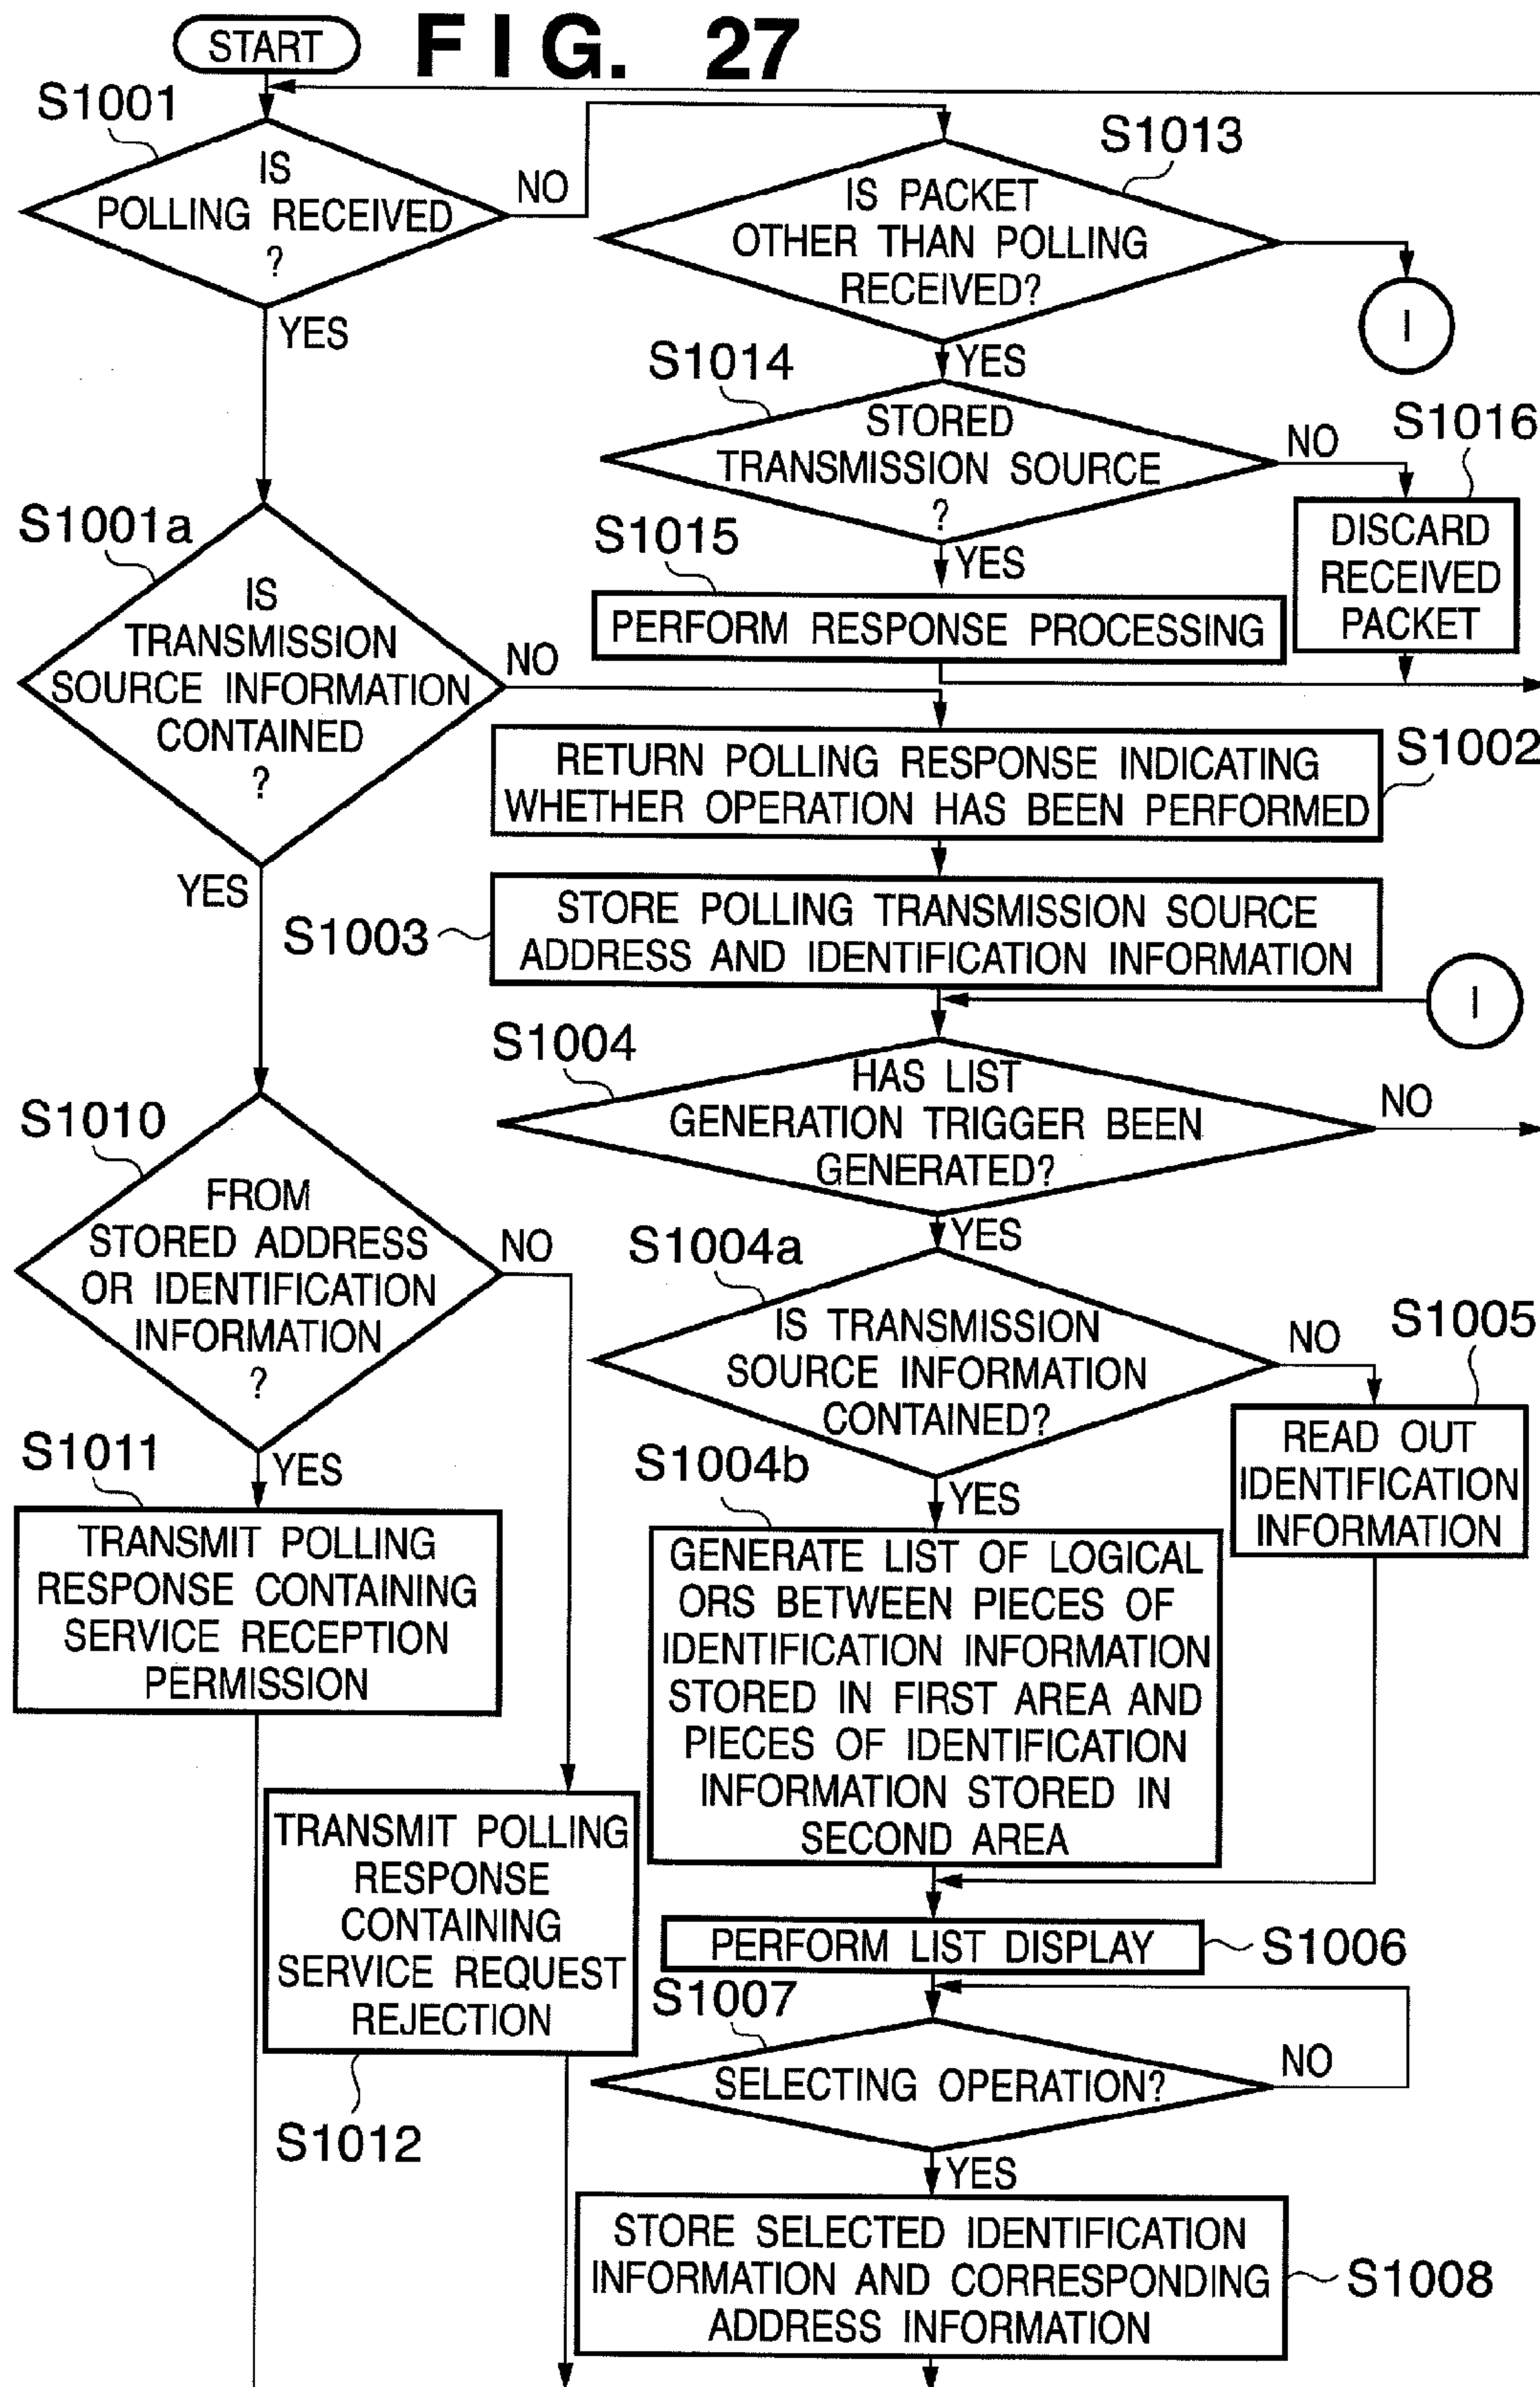 START
FIG. 27
S1001
IS
POLLING RECEIVED
?
NO
YES
S1013
IS PACKET
OTHER THAN POLLING
RECEIVED?
I
YES
S1014
STORED
TRANSMISSION SOURCE
?
NO
S1016
DISCARD
RECEIVED
PACKET
YES
S1015
PERFORM RESPONSE PROCESSING
S1001a
IS
TRANSMISSION
SOURCE INFORMATION
CONTAINED
?
NO
YES
RETURN POLLING RESPONSE INDICATING
WHETHER OPERATION HAS BEEN PERFORMED
S1002
S1003
STORE POLLING TRANSMISSION SOURCE
ADDRESS AND IDENTIFICATION INFORMATION
I
S1004
HAS LIST
GENERATION TRIGGER BEEN
GENERATED?
NO
YES
S1010
FROM
STORED ADDRESS
OR IDENTIFICATION
INFORMATION
?
NO
YES
S1004a
IS TRANSMISSION
SOURCE INFORMATION
CONTAINED?
NO
S1005
READ OUT
IDENTIFICATION
INFORMATION
YES
S1011
TRANSMIT POLLING
RESPONSE CONTAINING
SERVICE RECEPTION
PERMISSION
S1004b
GENERATE LIST OF LOGICAL
ORS BETWEEN PIECES OF
IDENTIFICATION INFORMATION
STORED IN FIRST AREA AND
PIECES OF IDENTIFICATION
INFORMATION STORED IN
SECOND AREA
TRANSMIT POLLING
RESPONSE
CONTAINING
SERVICE REQUEST
REJECTION
S1012
PERFORM LIST DISPLAY
S1006
S1007
SELECTING OPERATION?
NO
YES
STORE SELECTED IDENTIFICATION
INFORMATION AND CORRESPONDING
ADDRESS INFORMATION
S1008